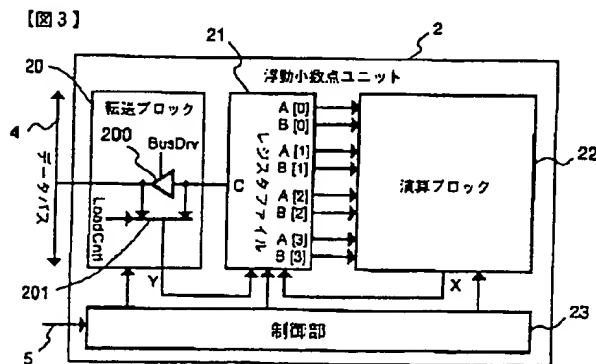 【図3】
2
21
浮動小数点ユニット
20
転送ブロック
4
200
BusDrv
データバス
LoadCntl
201
C
レジスタファイル
A [0]
B [0]
A [1]
B [1]
A [2]
B [2]
A [3]
B [3]
演算ブロック
22
Y
X
制御部
23
5